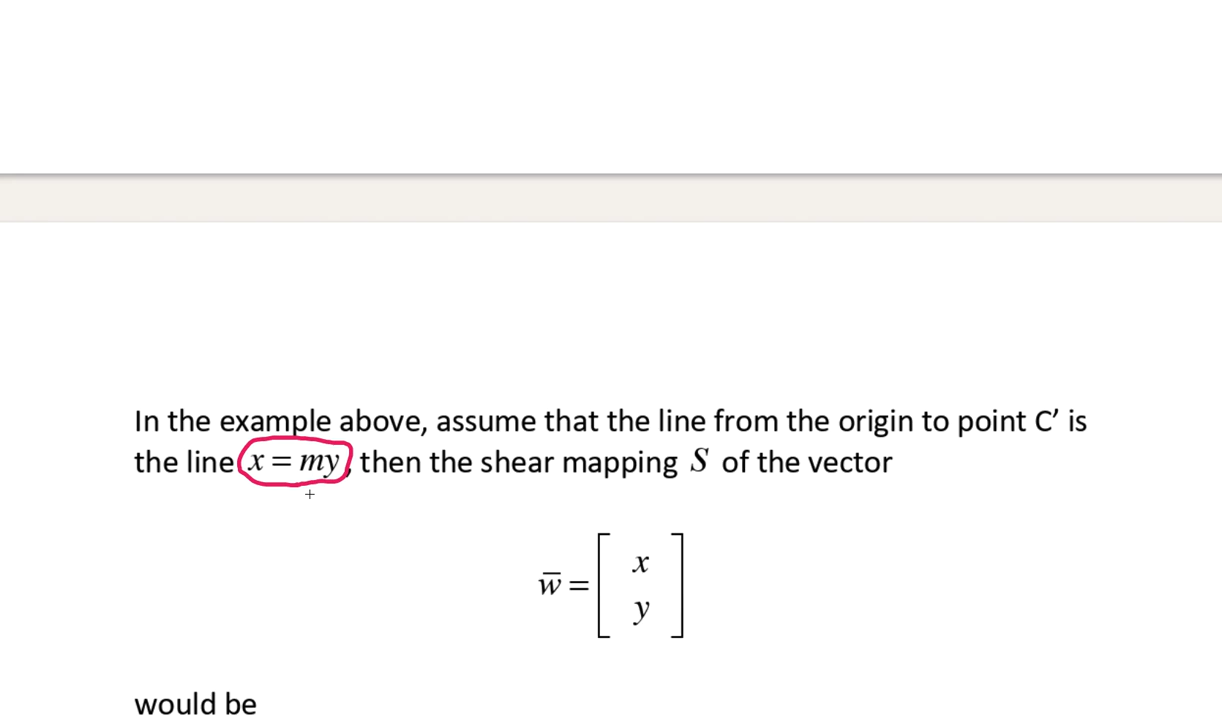 In the example above, assume that the line from the origin to point C′ is
the line x = my, then the shear mapping S of the vector
w̅ = [ x
y ]
would be